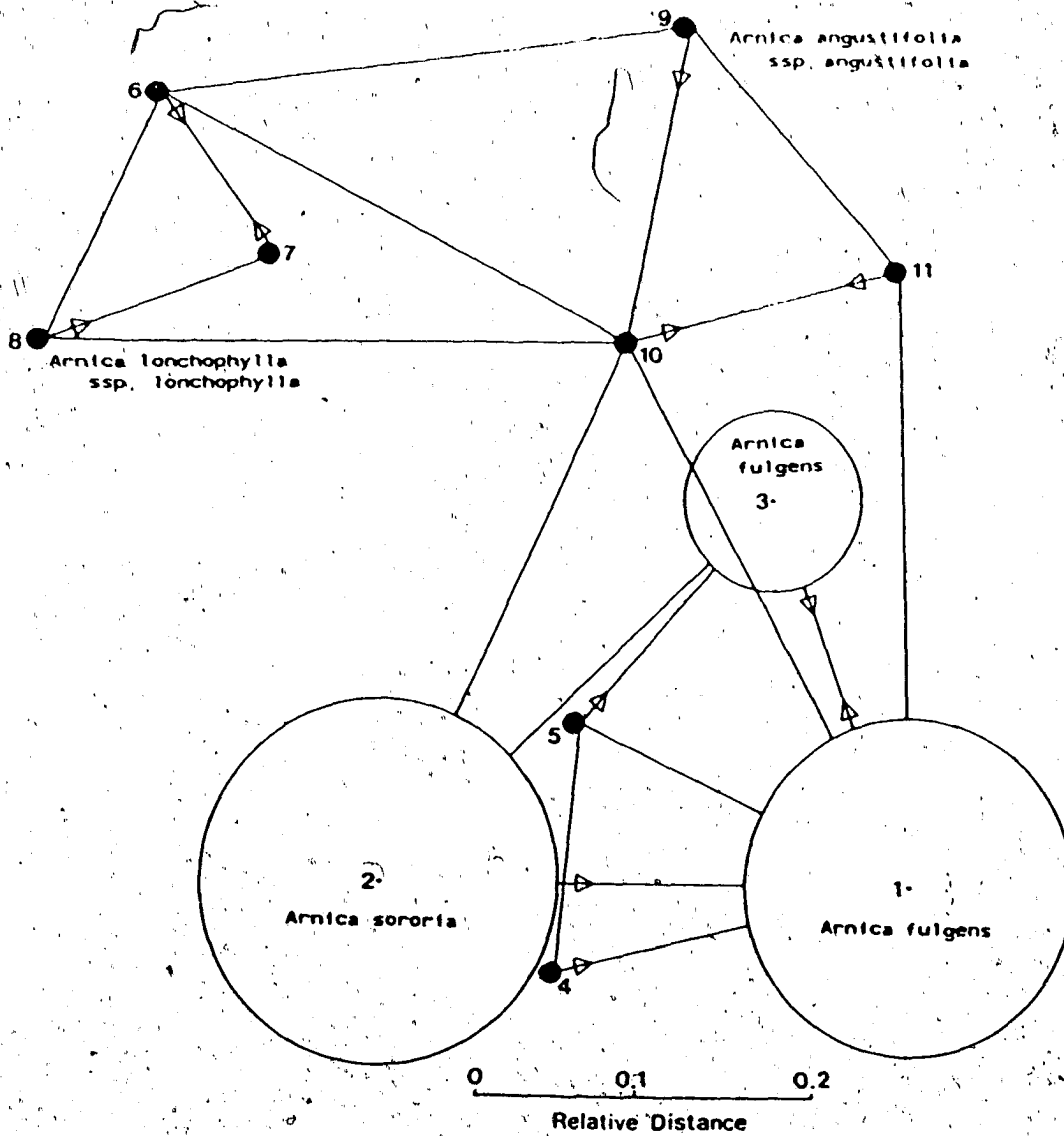 9
Arnica angustifolia
ssp. angustifolia
6
7
11
8
10
Arnica lonchophylla
ssp. lonchophylla
Arnica
fulgens
3.
5
2.
1.
Arnica sororia
Arnica fulgens
4
0 0.1 0.2
Relative Distance